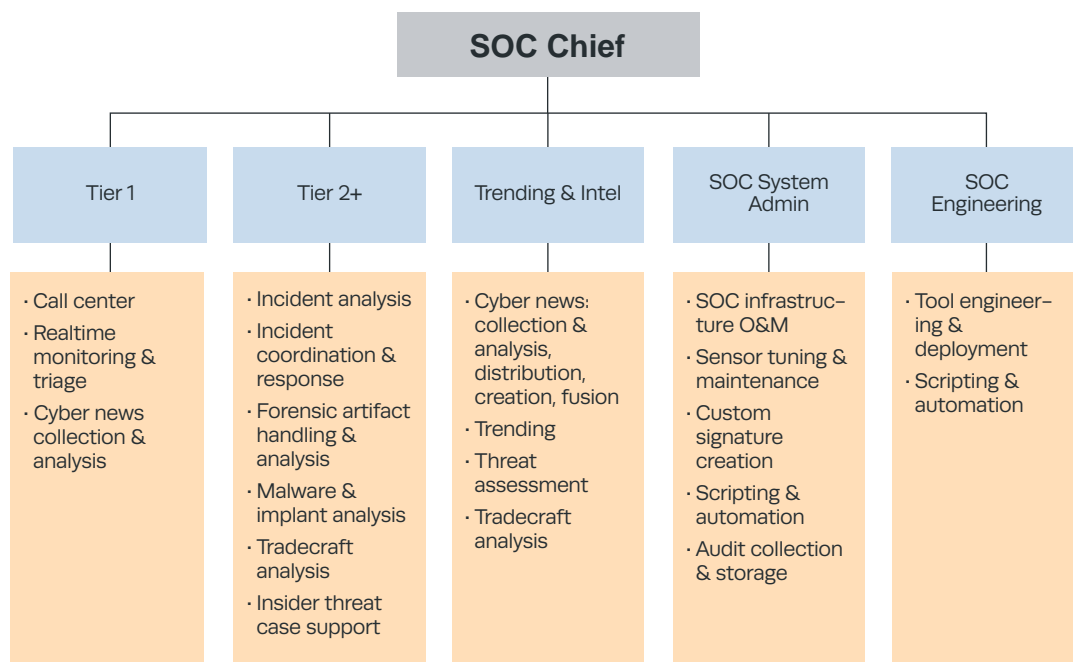 SOC Chief
Tier 1
Tier 2+
Trending & Intel
SOC System
Admin
SOC
Engineering
· Call center
· Realtime
monitoring &
triage
· Cyber news
collection &
analysis
· Incident analysis
· Incident
coordination &
response
· Forensic artifact
handling &
analysis
· Malware &
implant analysis
· Tradecraft
analysis
· Insider threat
case support
· Cyber news:
collection &
analysis,
distribution,
creation, fusion
· Trending
· Threat
assessment
· Tradecraft
analysis
· SOC infrastruc-
ture O&M
· Sensor tuning &
maintenance
· Custom
signature
creation
· Scripting &
automation
· Audit collection
& storage
· Tool engineer-
ing &
deployment
· Scripting &
automation